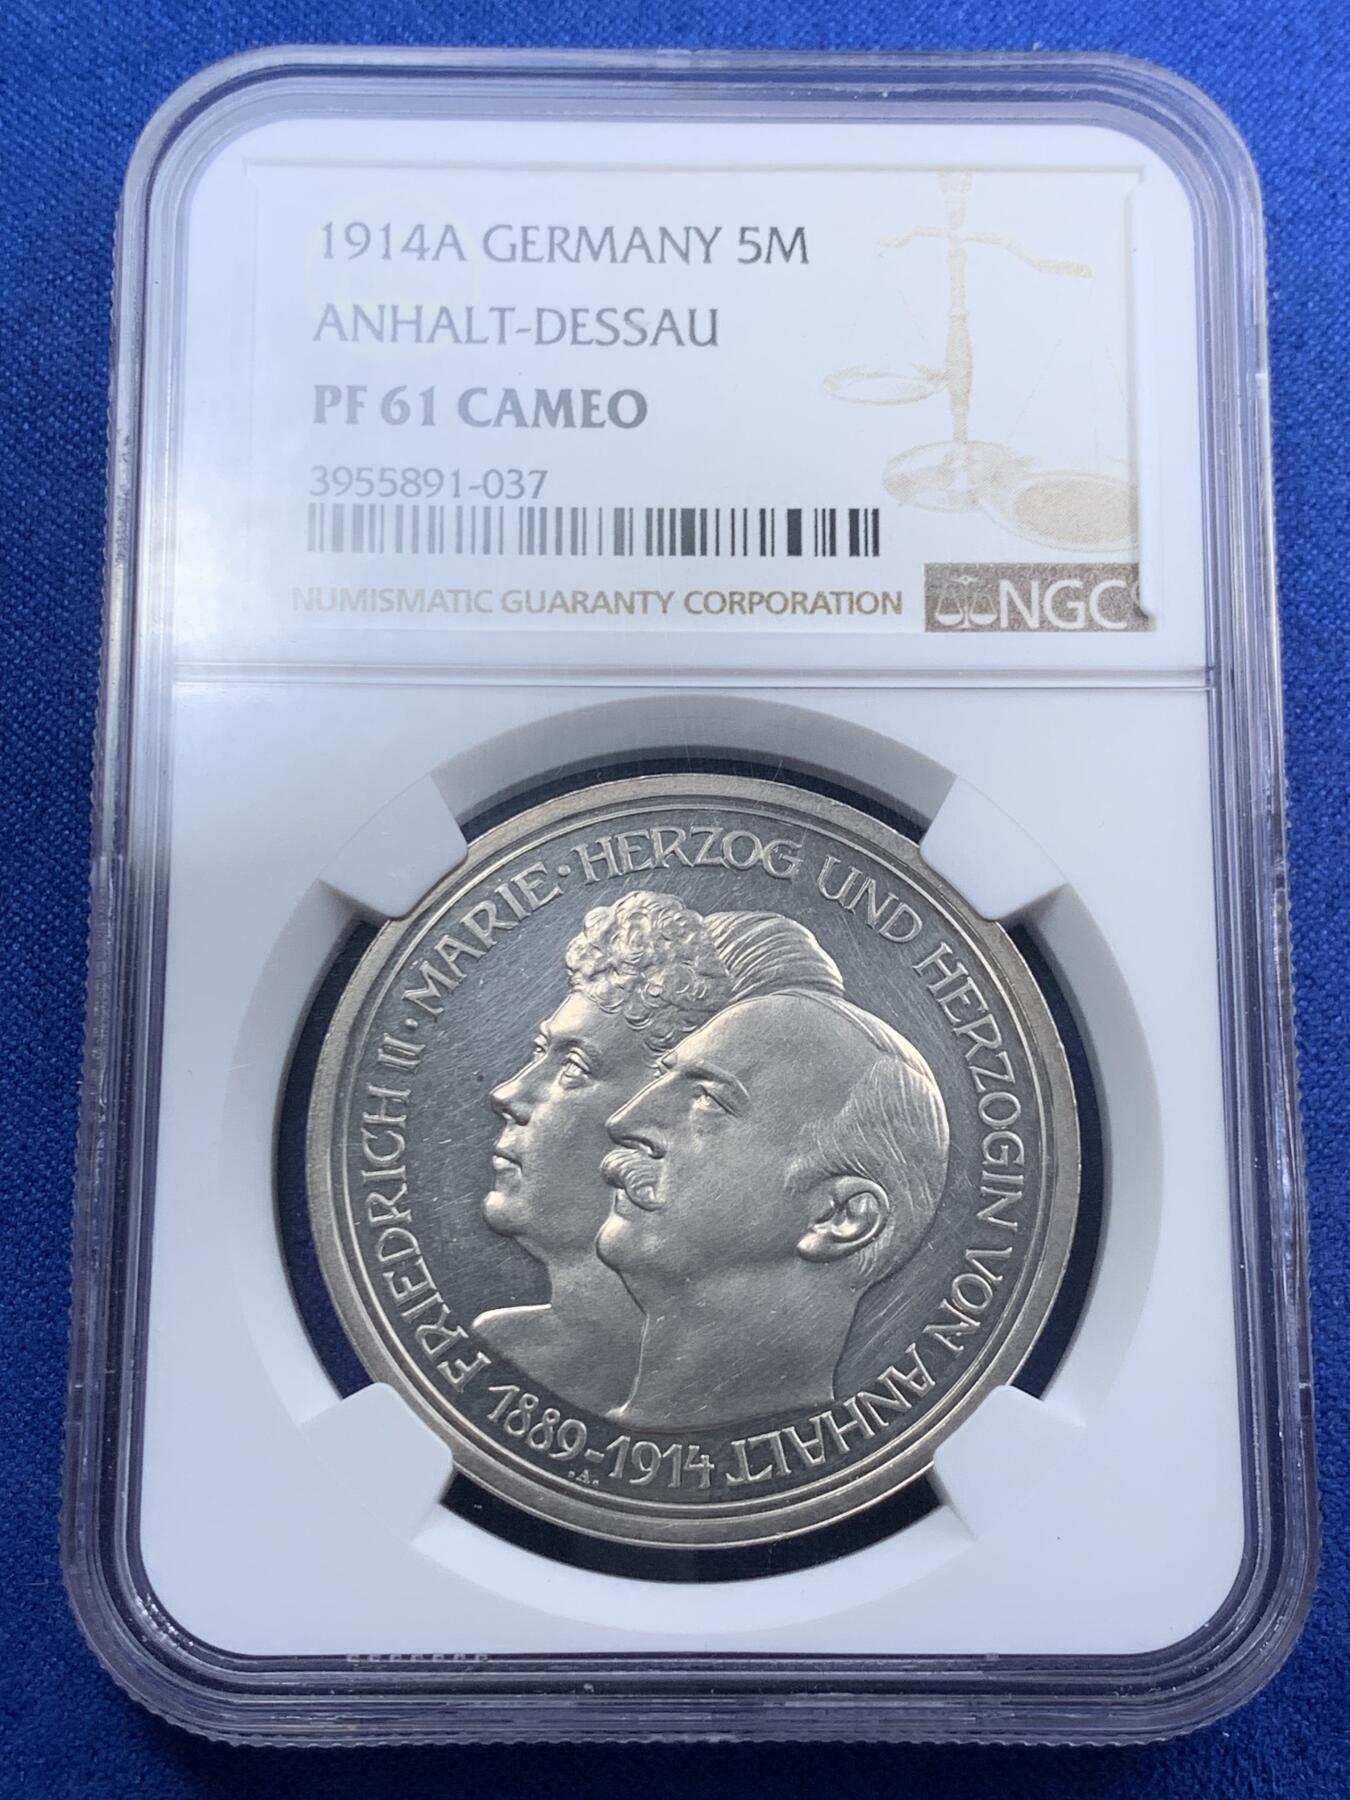 1914A GERMANY 5M
ANHALT-DESSAU
PF 61 CAMEO
3955891-037
NUMISMATIC GUARANTY CORPORATION
NGC
FRIEDRICH II · MARIE · HERZOG UND HERZOGIN VON ANHALT
1889-1914
·A·